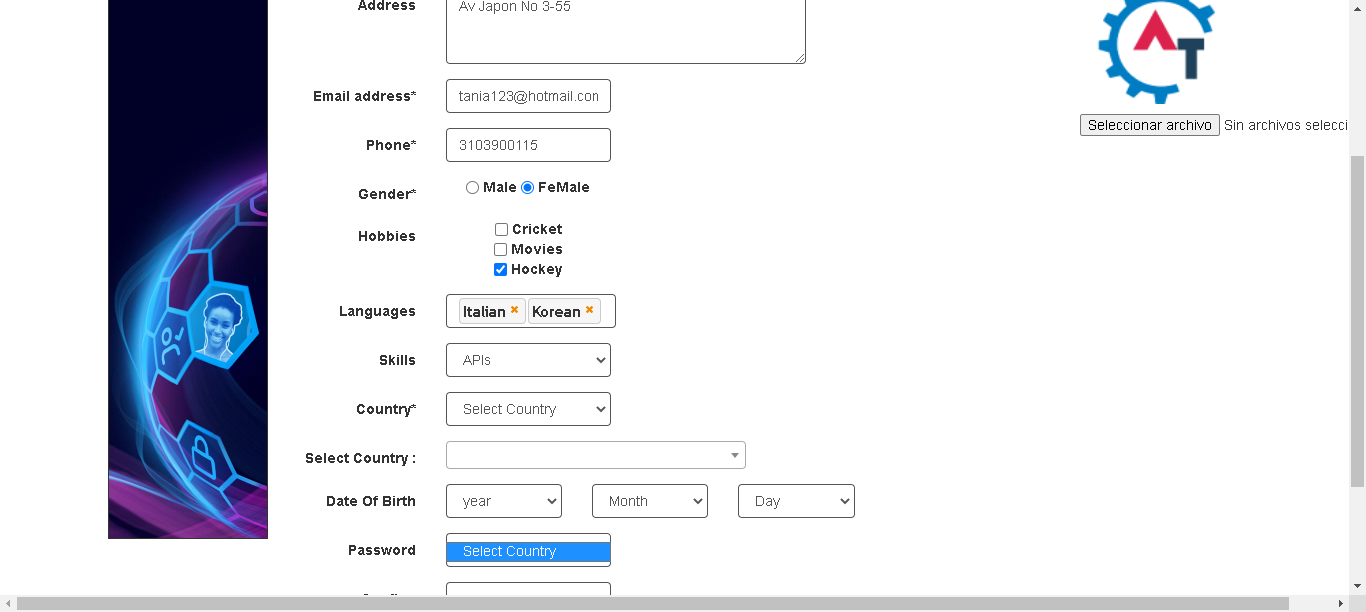 Address
Av Japon No 3-55
AT
Seleccionar archivo Sin archivos selecci
Email address*
tania123@hotmail.con
Phone*
3103900115
Gender*
Male FeMale
Hobbies
Cricket
Movies
Hockey
Languages
Italian Korean
Skills
APIs
Country*
Select Country
Select Country :
Date Of Birth
year Month Day
Password
Select Country